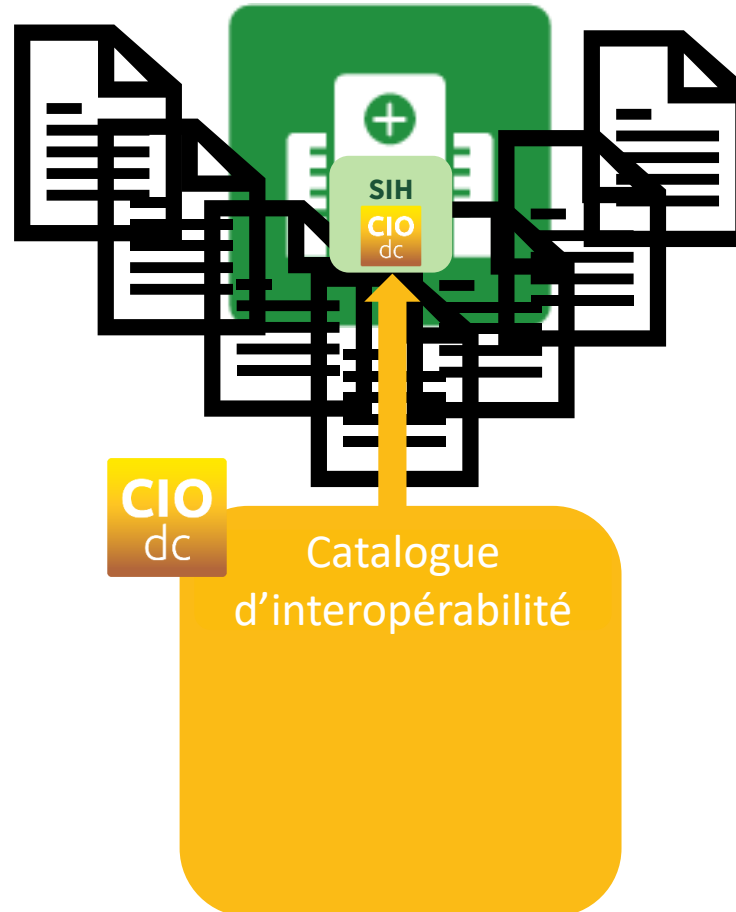 SIH
CIO
dc
CIO
dc
Catalogue
d’interopérabilité